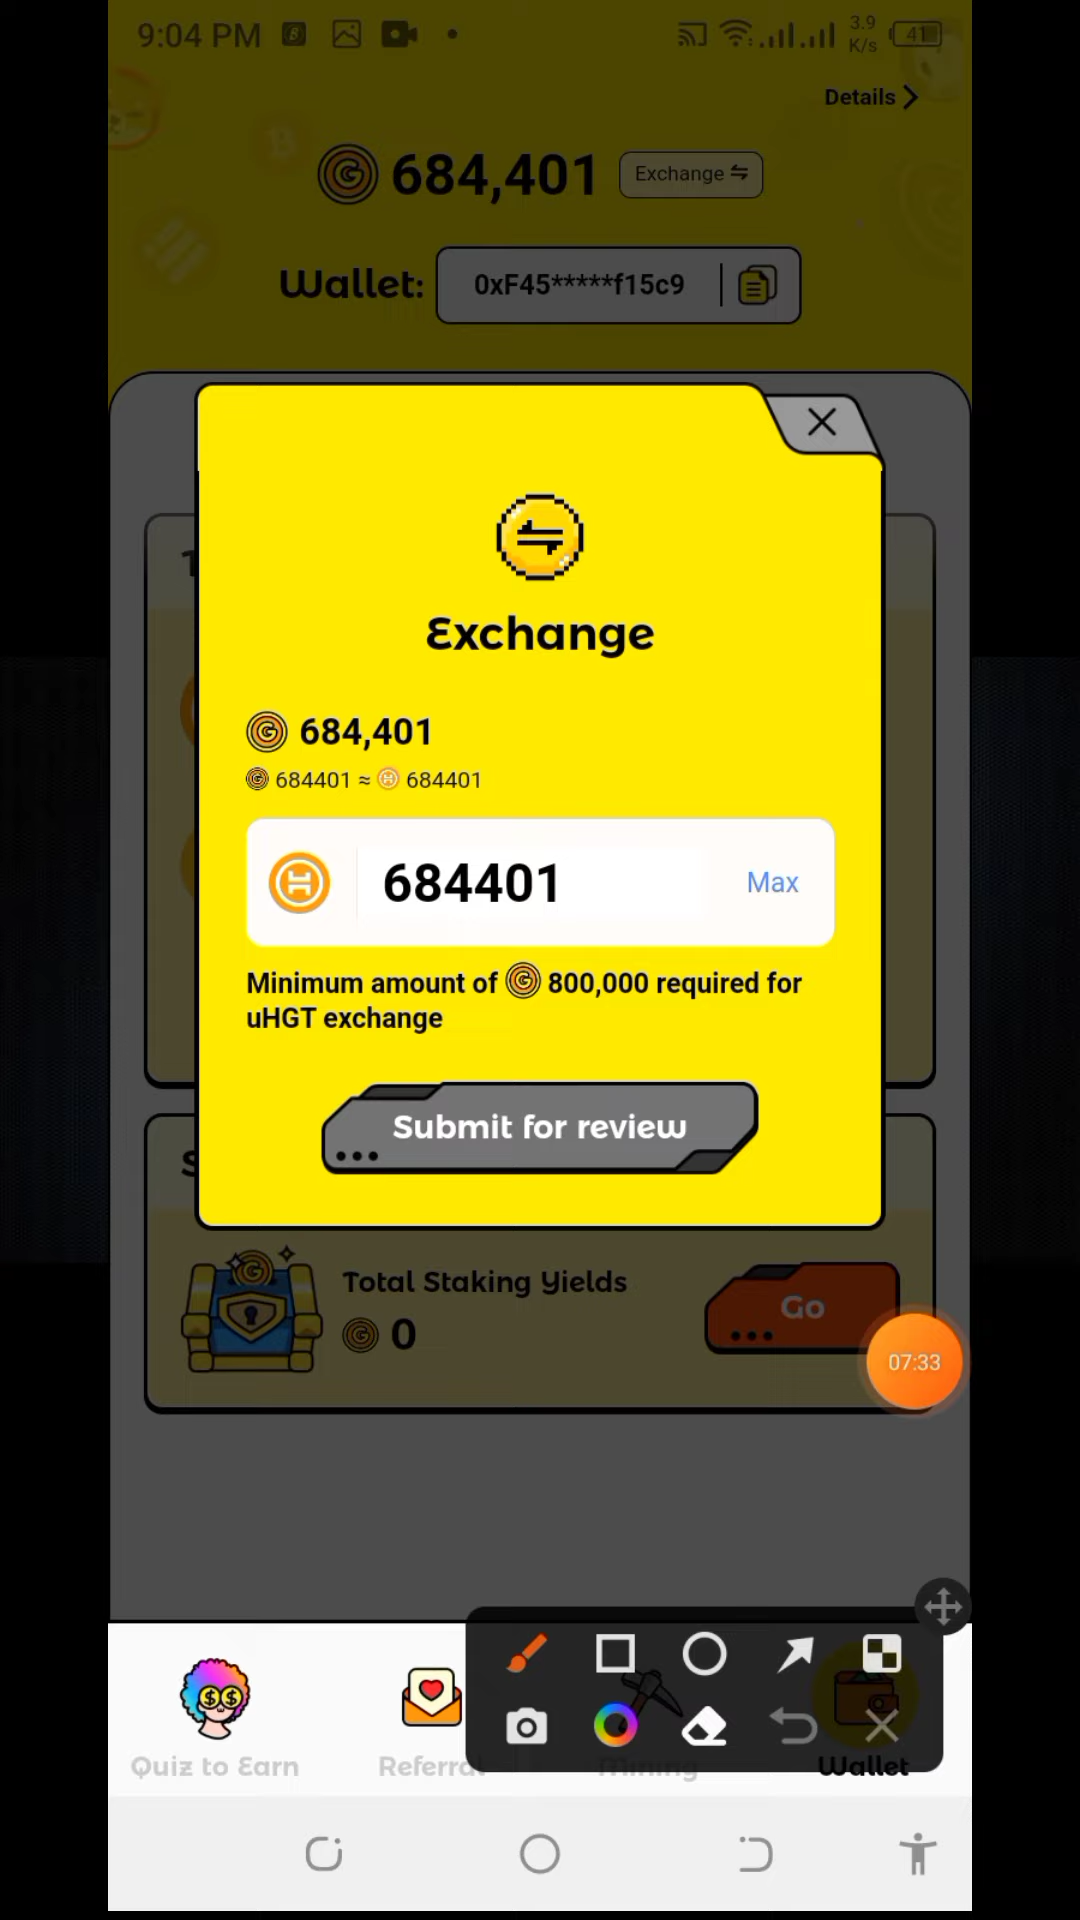 9:04 PM
3.9
K/s
41
Details
684,401
Exchange
Wallet:
0xF45*****f15c9
Exchange
684,401
684401 ≈ 684401
684401
Max
Minimum amount of 800,000 required for
uHGT exchange
Submit for review
Total Staking Yields
0
Go
07:33
Quiz to Earn
Referral
Mining
Wallet